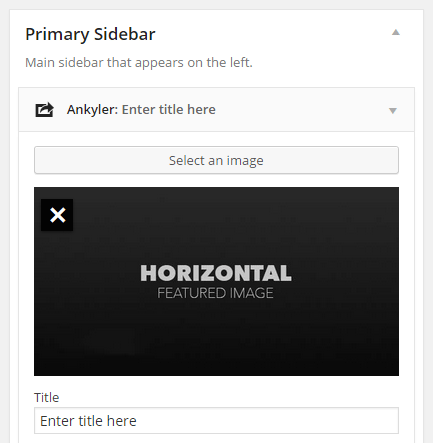 Primary Sidebar
Main sidebar that appears on the left.
Ankyler: Enter title here
Select an image
HORIZONTAL
FEATURED IMAGE
Title
Enter title here